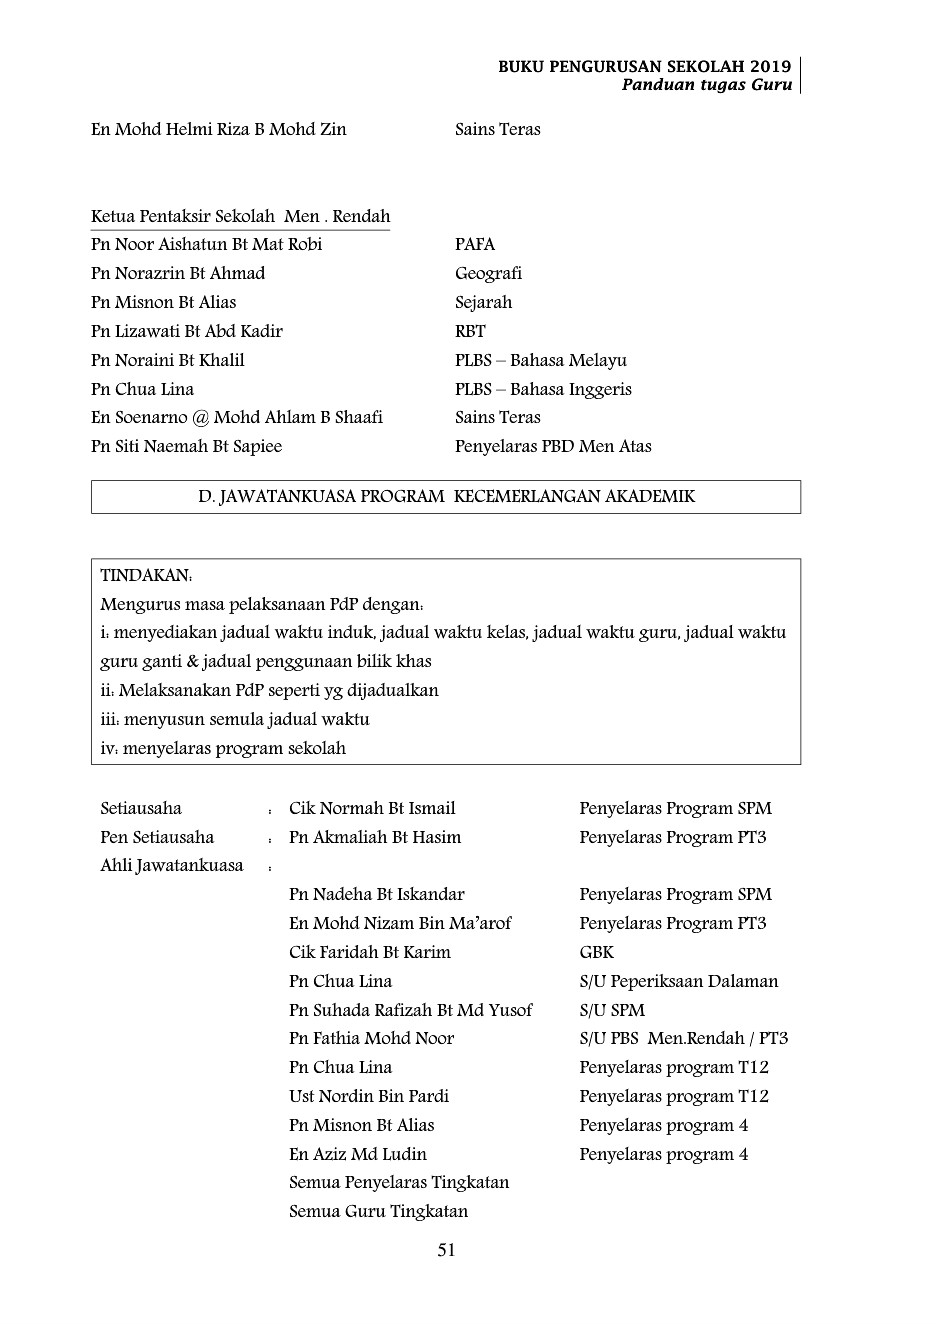 BUKU PENGURUSAN SEKOLAH 2019
Panduan tugas Guru
En Mohd Helmi Riza B Mohd Zin Sains Teras
Ketua Pentaksir Sekolah  Men . Rendah
Pn Noor Aishatun Bt Mat Robi PAFA
Pn Norazrin Bt Ahmad Geografi
Pn Misnon Bt Alias Sejarah
Pn Lizawati Bt Abd Kadir RBT
Pn Noraini Bt Khalil PLBS – Bahasa Melayu
Pn Chua Lina PLBS – Bahasa Inggeris
En Soenarno @ Mohd Ahlam B Shaafi Sains Teras
Pn Siti Naemah Bt Sapiee Penyelaras PBD Men Atas
D. JAWATANKUASA PROGRAM  KECEMERLANGAN AKADEMIK
TINDAKAN:
Mengurus masa pelaksanaan PdP dengan:
i: menyediakan jadual waktu induk, jadual waktu kelas, jadual waktu guru, jadual waktu
guru ganti & jadual penggunaan bilik khas
ii: Melaksanakan PdP seperti yg dijadualkan
iii: menyusun semula jadual waktu
iv: menyelaras program sekolah
Setiausaha : Cik Normah Bt Ismail Penyelaras Program SPM
Pen Setiausaha : Pn Akmaliah Bt Hasim Penyelaras Program PT3
Ahli Jawatankuasa :
Pn Nadeha Bt Iskandar Penyelaras Program SPM
En Mohd Nizam Bin Ma’arof Penyelaras Program PT3
Cik Faridah Bt Karim GBK
Pn Chua Lina S/U Peperiksaan Dalaman
Pn Suhada Rafizah Bt Md Yusof S/U SPM
Pn Fathia Mohd Noor S/U PBS  Men.Rendah / PT3
Pn Chua Lina Penyelaras program T12
Ust Nordin Bin Pardi Penyelaras program T12
Pn Misnon Bt Alias Penyelaras program 4
En Aziz Md Ludin Penyelaras program 4
Semua Penyelaras Tingkatan
Semua Guru Tingkatan
51